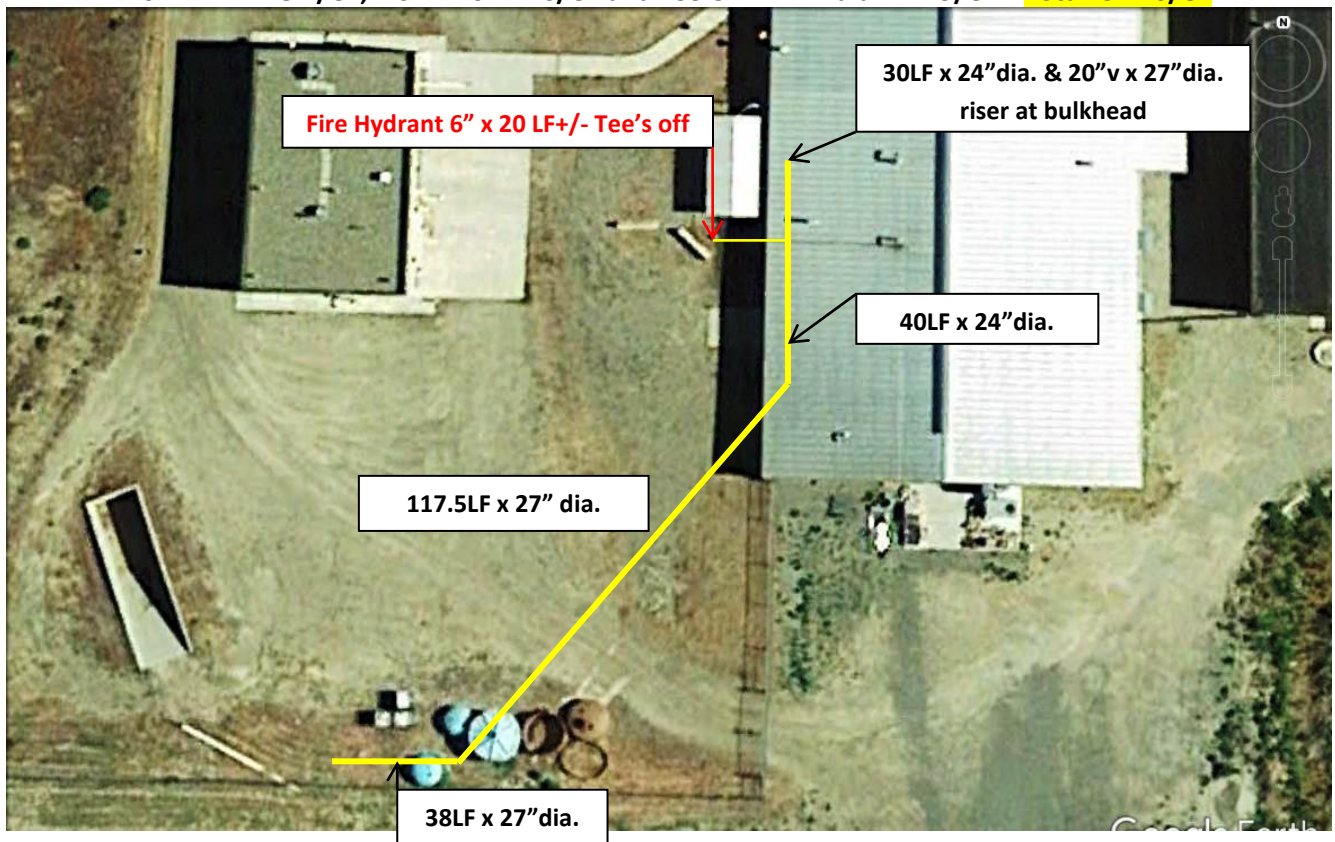 30LF x 24”dia. & 20”v x 27”dia.
riser at bulkhead
Fire Hydrant 6” x 20 LF+/- Tee’s off
40LF x 24”dia.
117.5LF x 27” dia.
38LF x 27”dia.
N